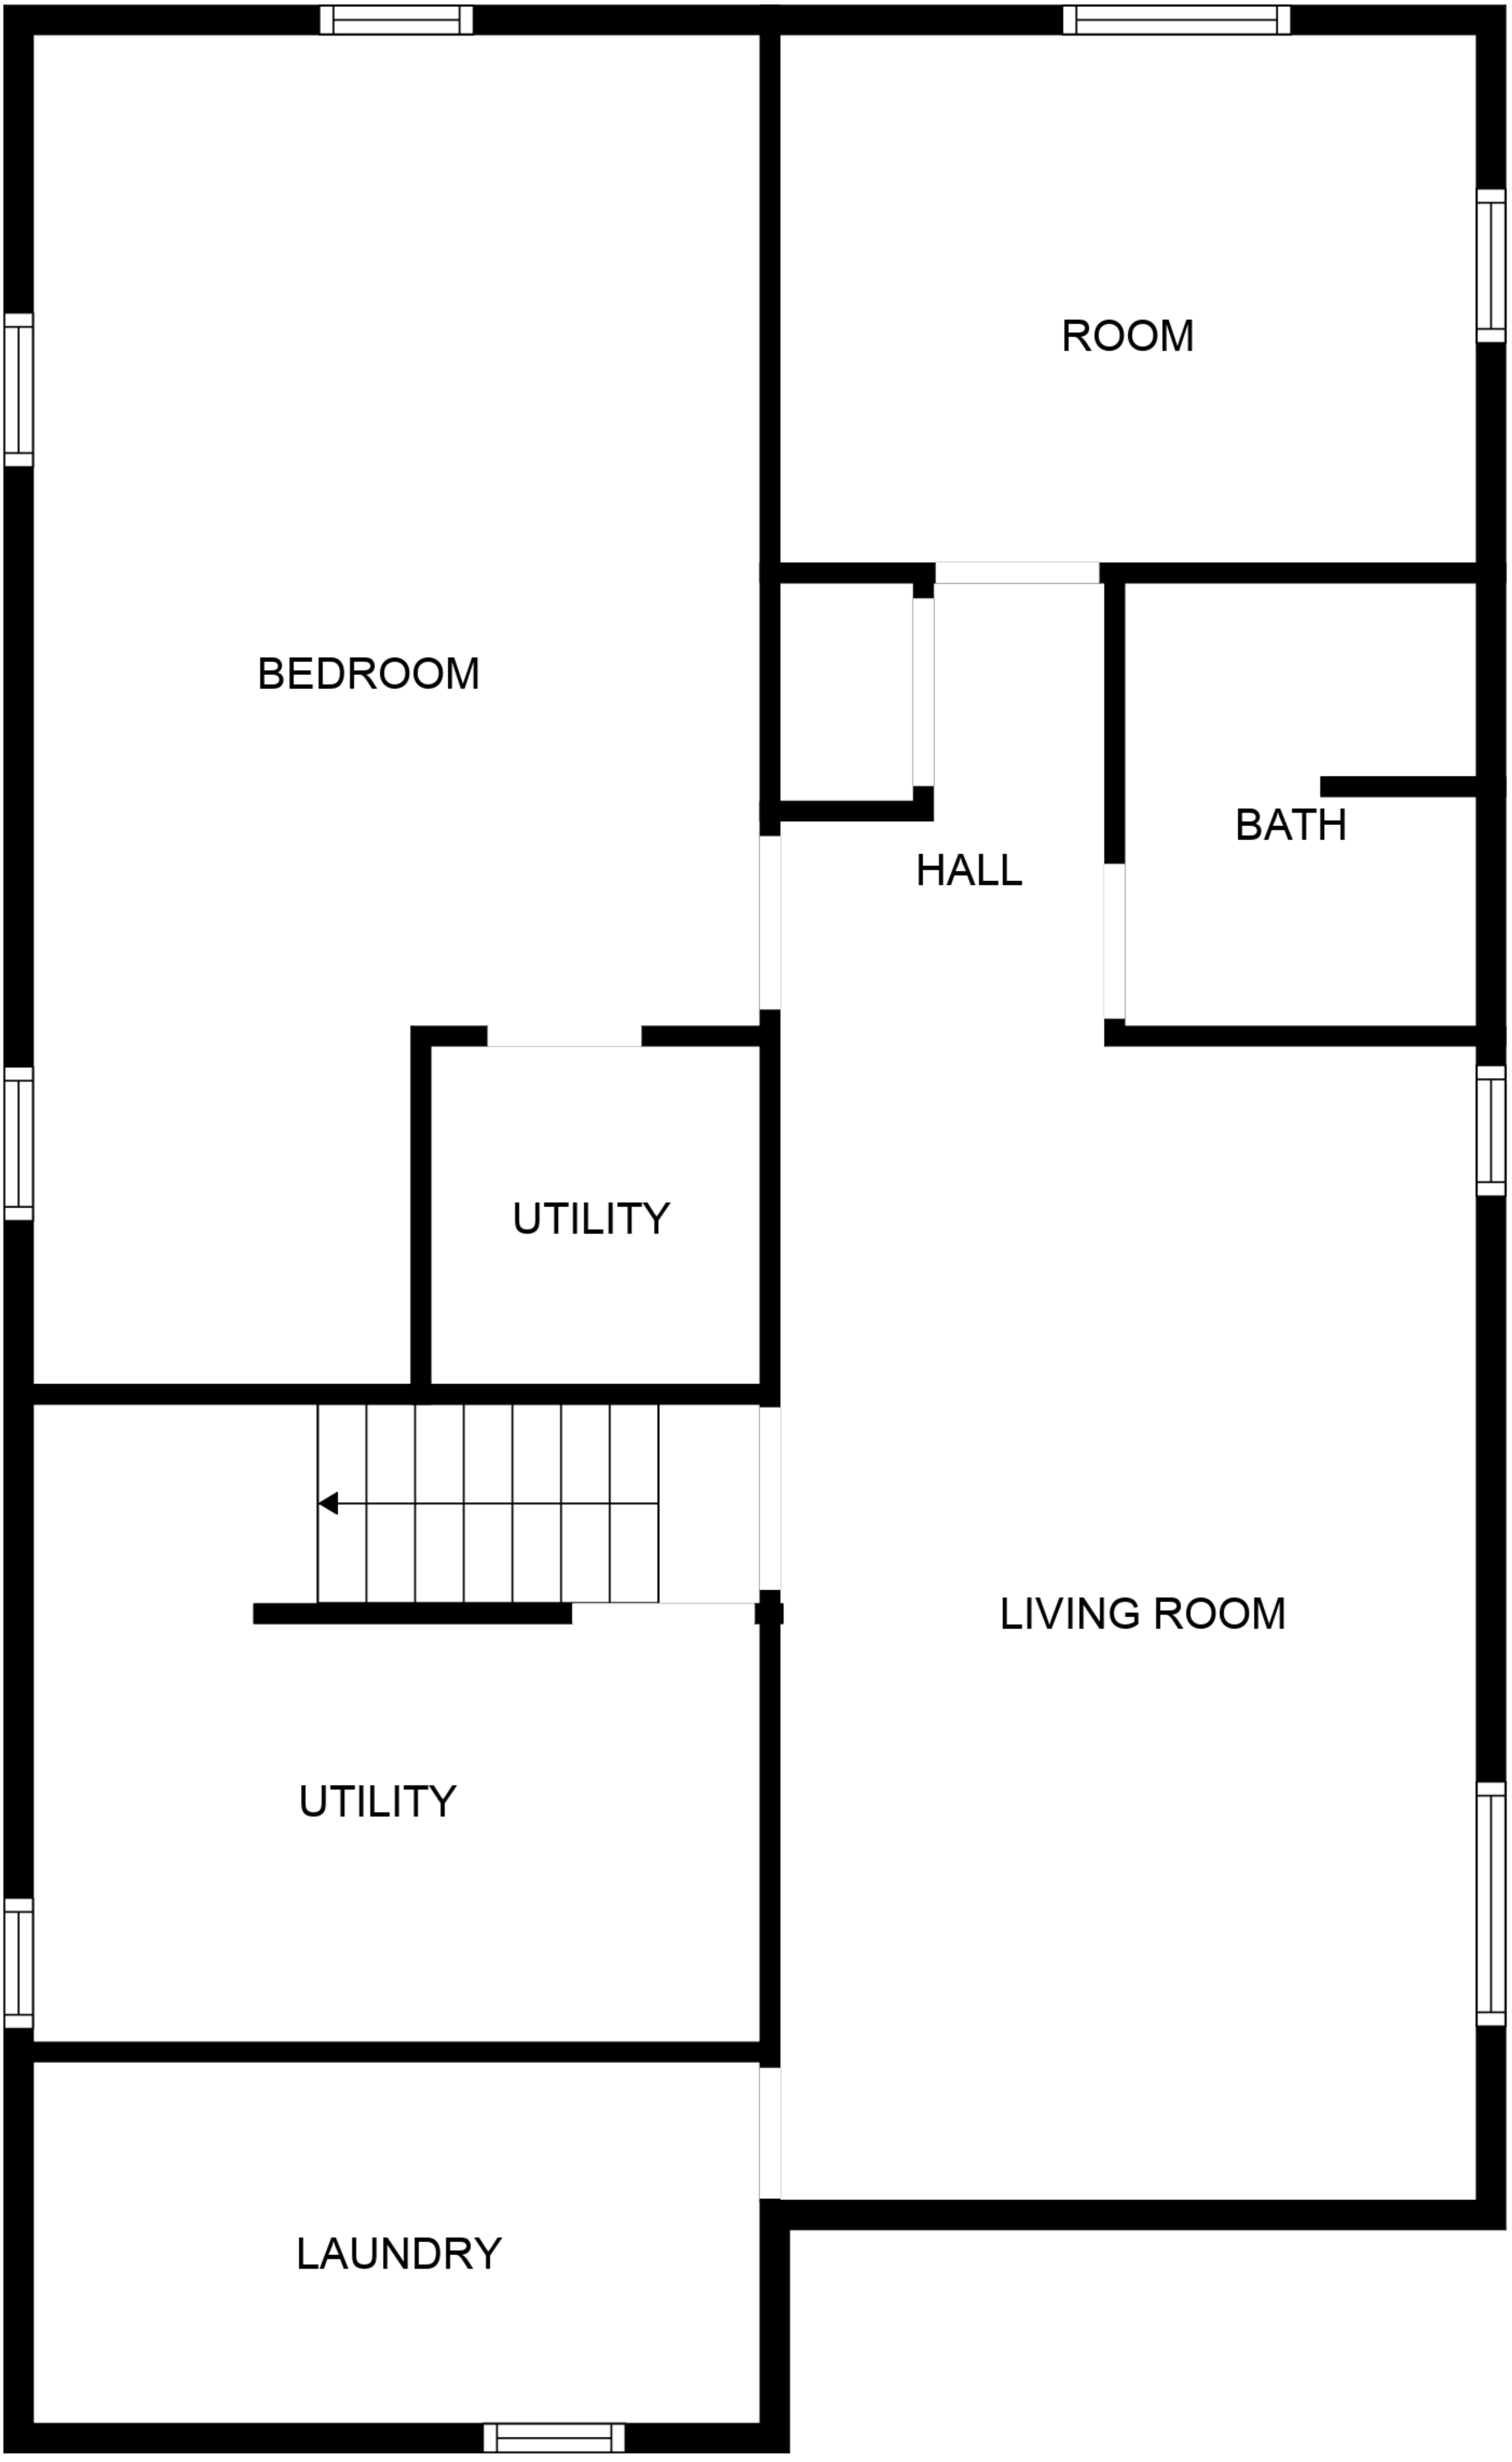 ROOM
BEDROOM
BATH
HALL
UTILITY
LIVING ROOM
UTILITY
LAUNDRY